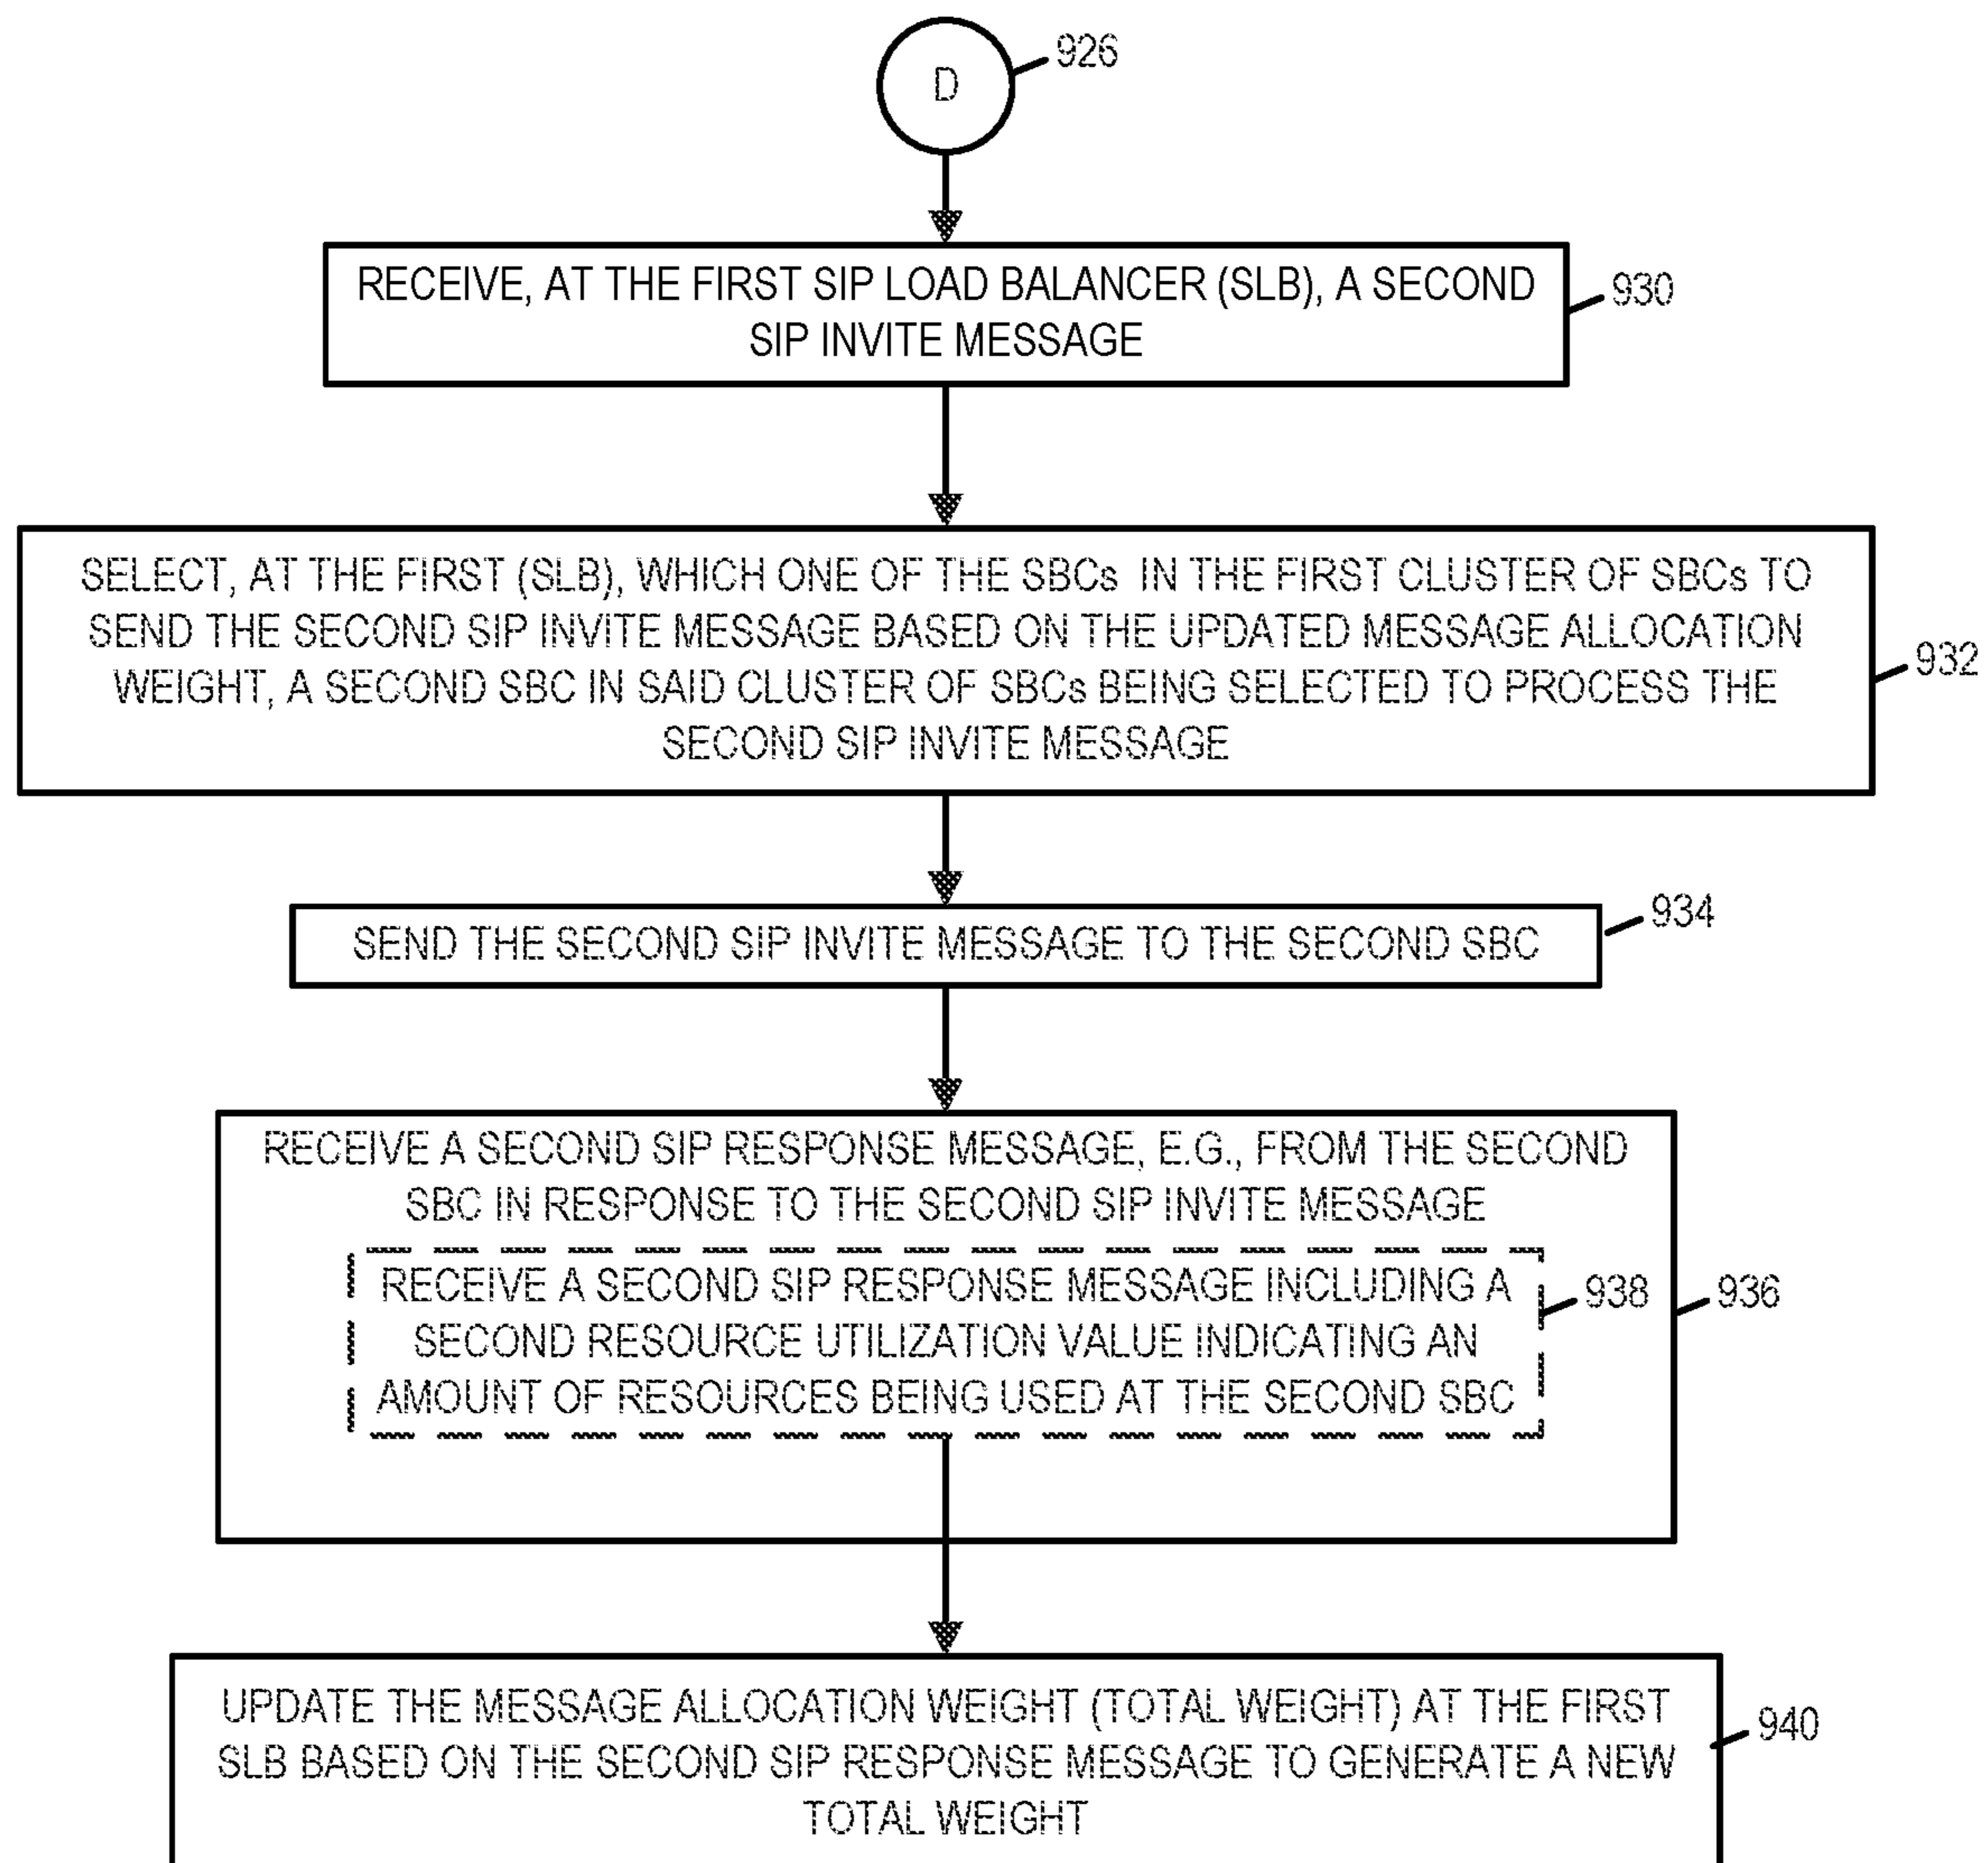 D
926
RECEIVE, AT THE FIRST SIP LOAD BALANCER (SLB), A SECOND
SIP INVITE MESSAGE
930
SELECT, AT THE FIRST (SLB), WHICH ONE OF THE SBCs IN THE FIRST CLUSTER OF SBCs TO
SEND THE SECOND SIP INVITE MESSAGE BASED ON THE UPDATED MESSAGE ALLOCATION
WEIGHT, A SECOND SBC IN SAID CLUSTER OF SBCs BEING SELECTED TO PROCESS THE
SECOND SIP INVITE MESSAGE
932
SEND THE SECOND SIP INVITE MESSAGE TO THE SECOND SBC
934
RECEIVE A SECOND SIP RESPONSE MESSAGE, E.G., FROM THE SECOND
SBC IN RESPONSE TO THE SECOND SIP INVITE MESSAGE
RECEIVE A SECOND SIP RESPONSE MESSAGE INCLUDING A
SECOND RESOURCE UTILIZATION VALUE INDICATING AN
AMOUNT OF RESOURCES BEING USED AT THE SECOND SBC
938
936
UPDATE THE MESSAGE ALLOCATION WEIGHT (TOTAL WEIGHT) AT THE FIRST
SLB BASED ON THE SECOND SIP RESPONSE MESSAGE TO GENERATE A NEW
TOTAL WEIGHT
940